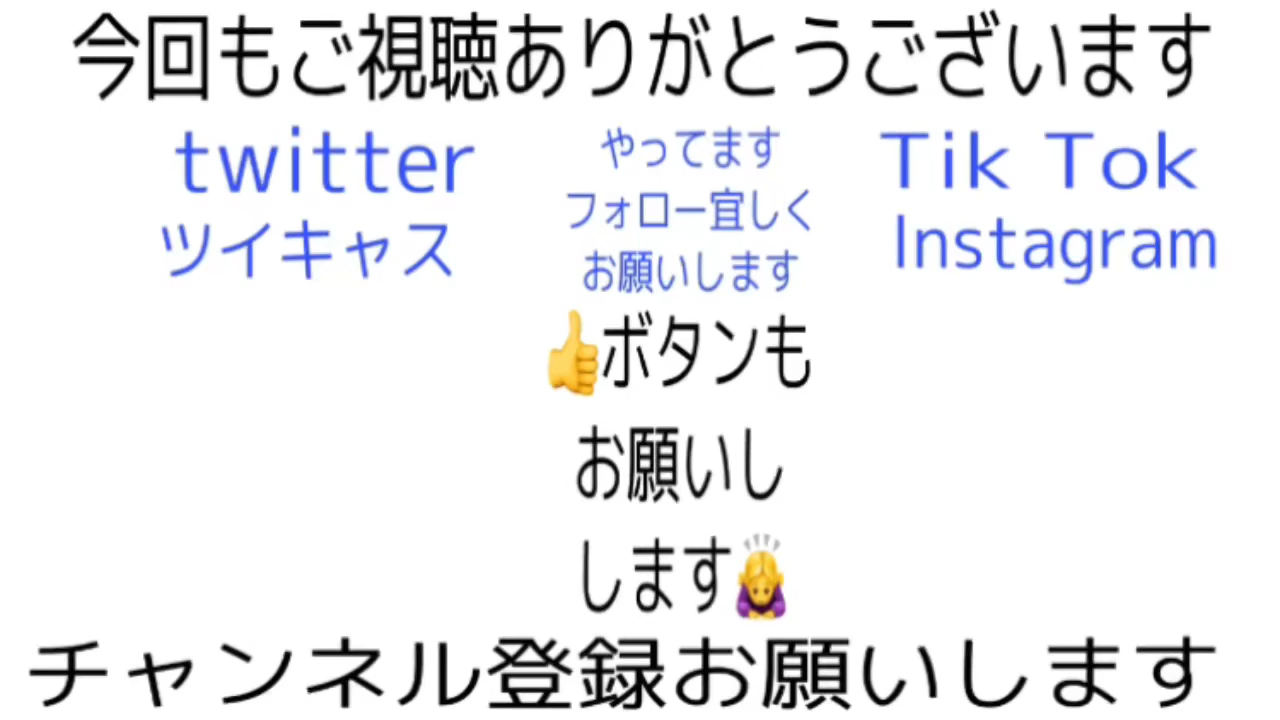 今回もご視聴ありがとうございます
twitter
ツイキャス
やってます
フォロー宜しく
お願いします
Tik Tok
Instagram
👍ボタンも
お願いし
します🙇‍♀️
チャンネル登録お願いします